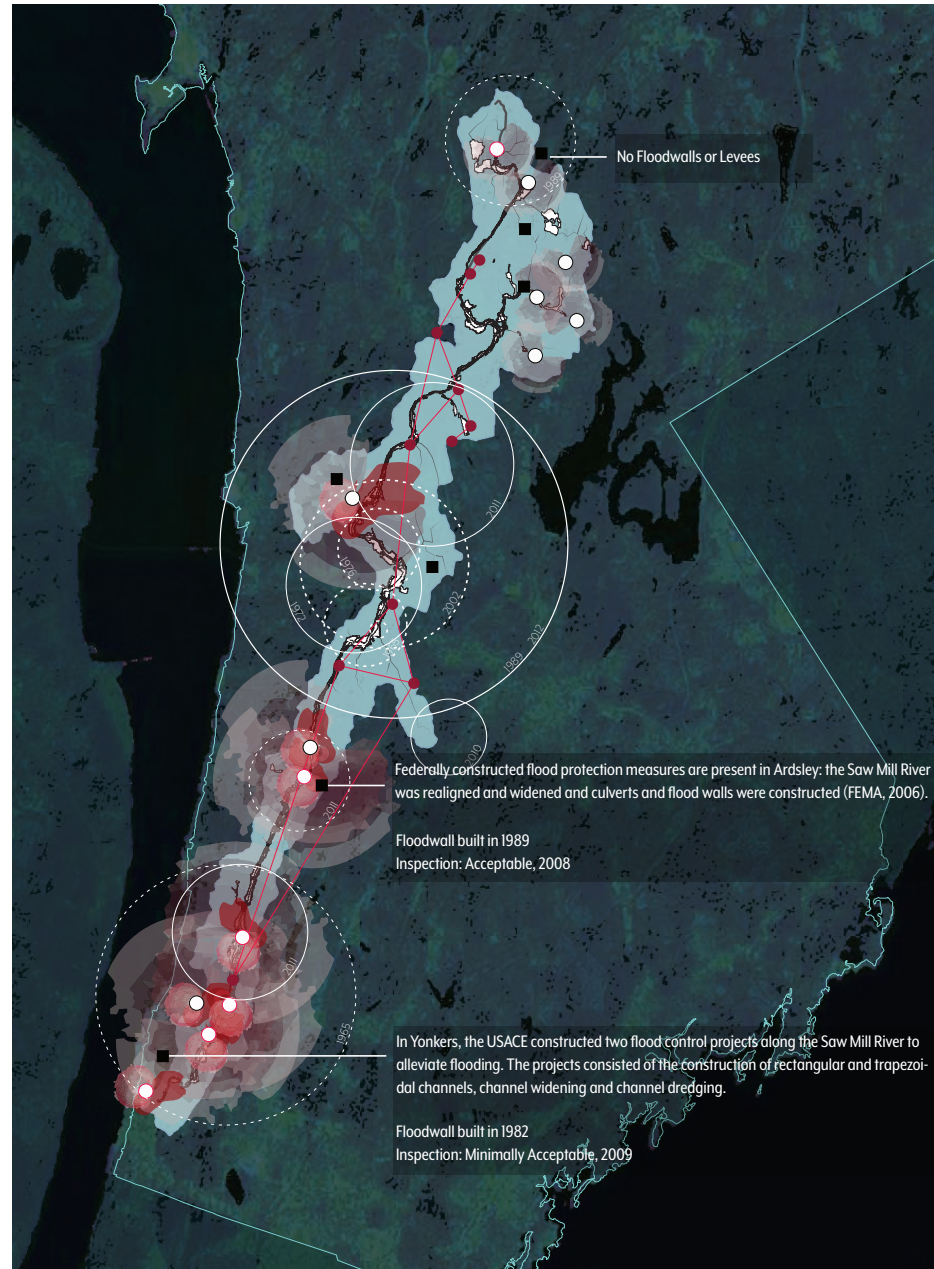 No Floodwalls or Levees
1989
2011
1976
2002
1972
2012
1989
2010
Federally constructed flood protection measures are present in Ardsley: the Saw Mill River
was realigned and widened and culverts and flood walls were constructed (FEMA, 2006).
2011
Floodwall built in 1989
Inspection: Acceptable, 2008
2011
1965
In Yonkers, the USACE constructed two flood control projects along the Saw Mill River to
alleviate flooding. The projects consisted of the construction of rectangular and trapezoi-
dal channels, channel widening and channel dredging.
Floodwall built in 1982
Inspection: Minimally Acceptable, 2009